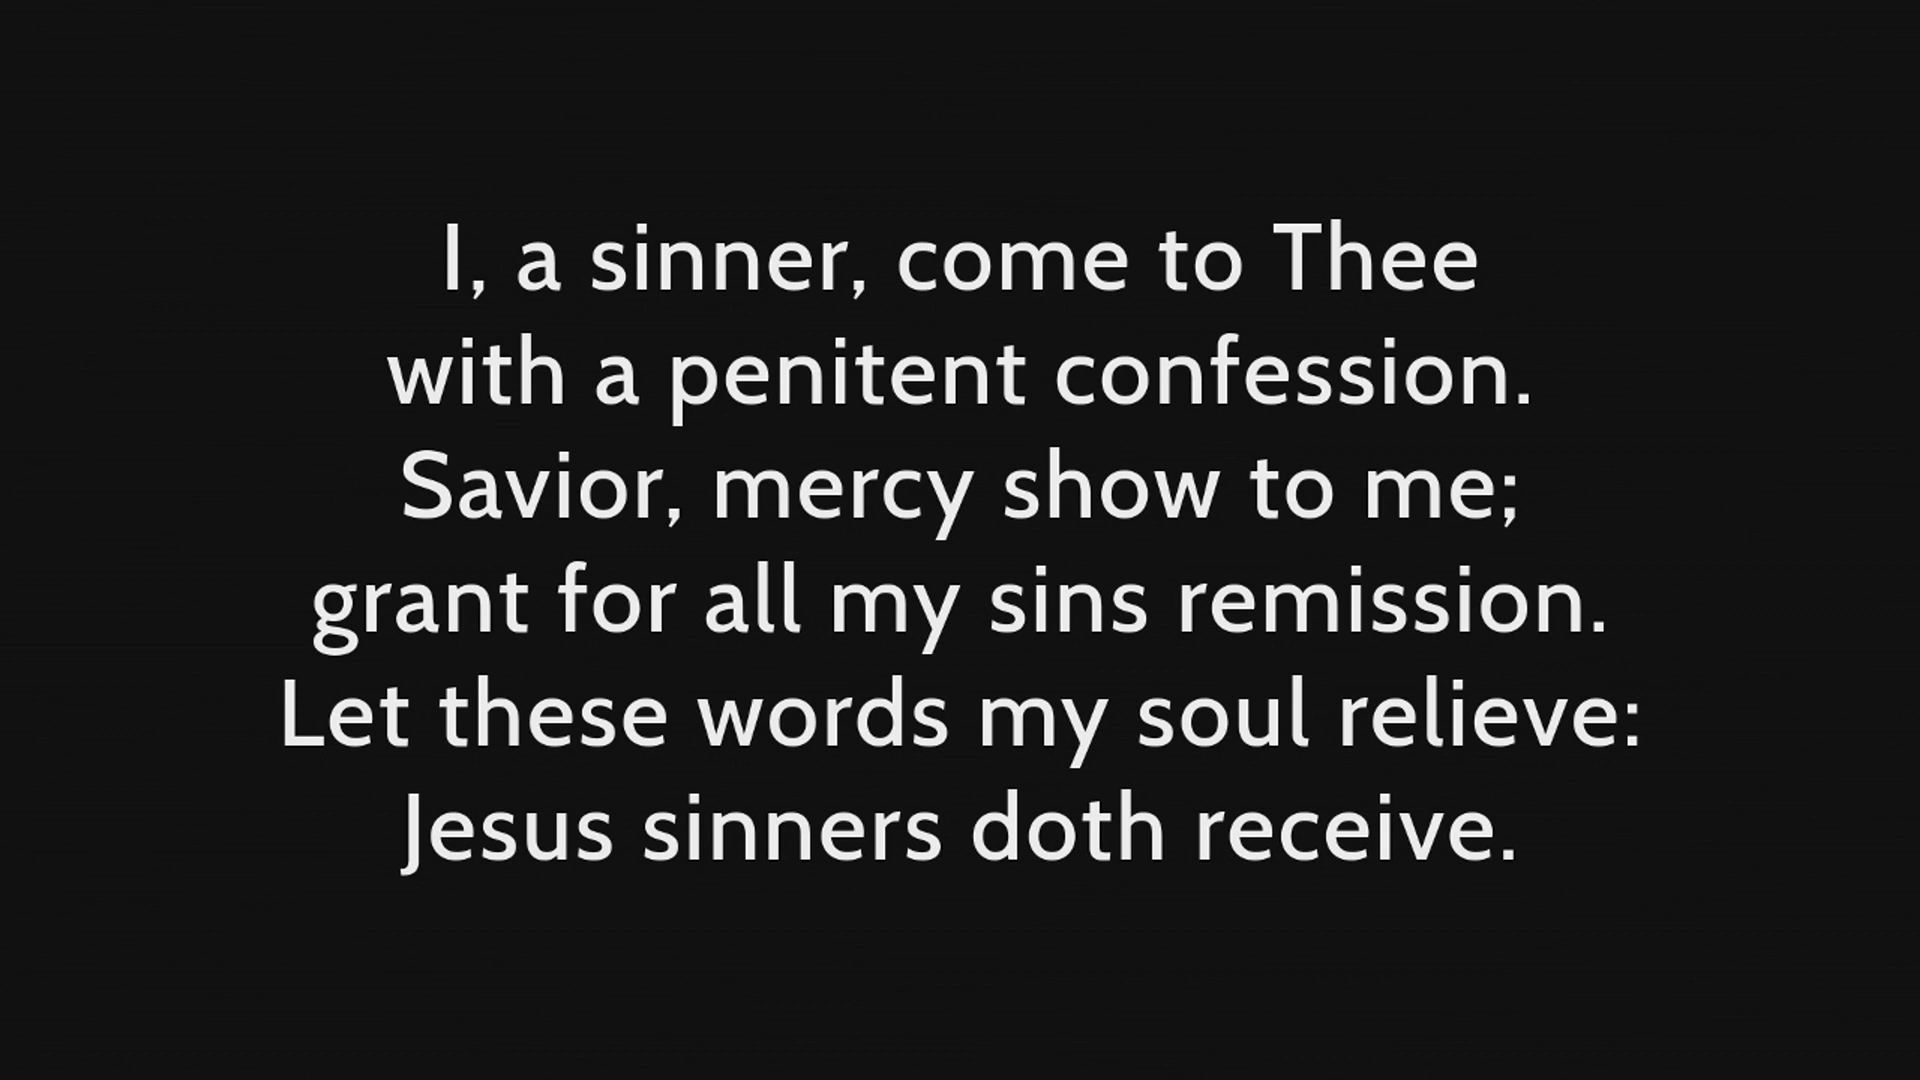 I, a sinner, come to Thee
with a penitent confession.
Savior, mercy show to me;
grant for all my sins remission.
Let these words my soul relieve:
Jesus sinners doth receive.